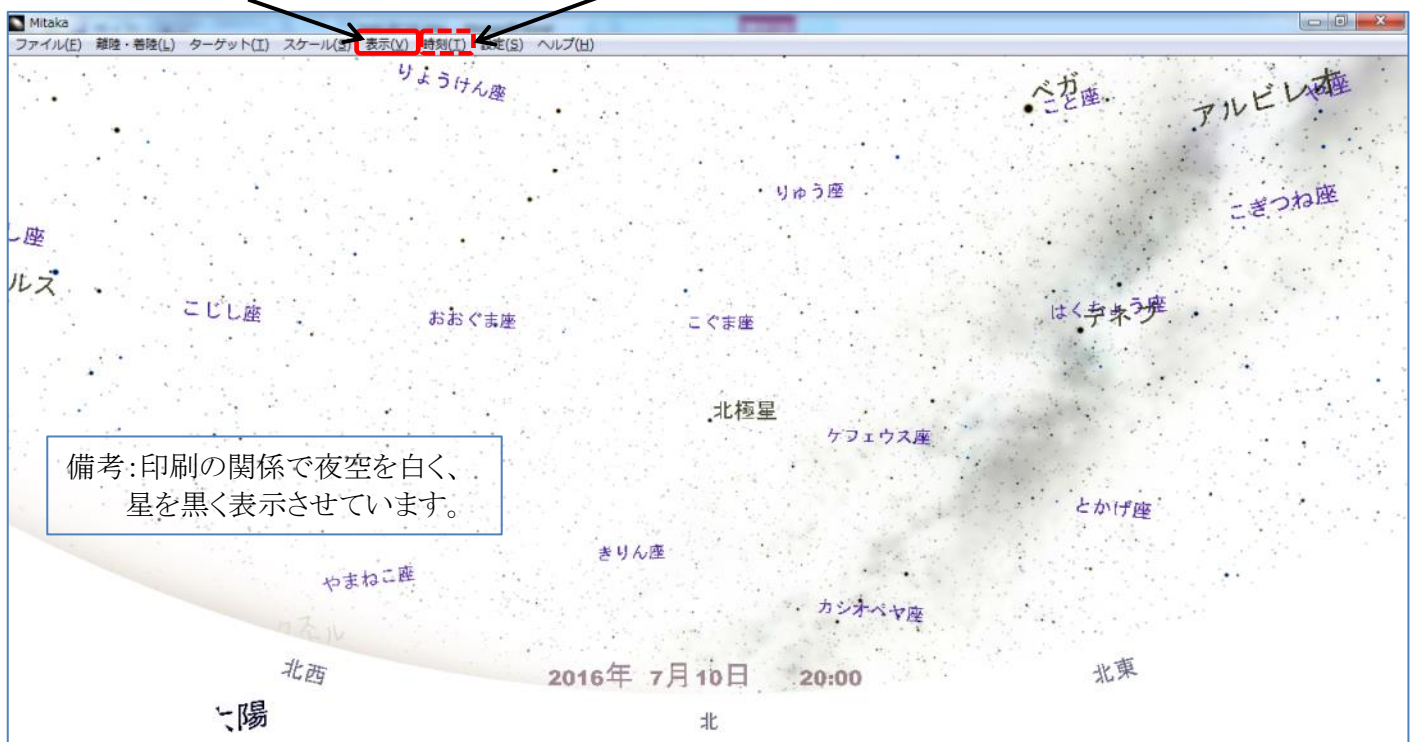 Mitaka
ファイル(F) 離陸・着陸(L) ターゲット(T) スケール(S) 表示(V) 時刻(T) 設定(S) ヘルプ(H)
りょうけん座
ベガ
こと座
アルビレオ
や座
りゅう座
こぎつね座
し座
ルス
こじし座
おおぐま座
こぐま座
はくちょう座
デネブ
北極星
ケフェウス座
備考:印刷の関係で夜空を白く、
星を黒く表示させています。
とかげ座
きりん座
やまねこ座
カシオペヤ座
北西
2016年 7月10日 20:00
北東
陽
北